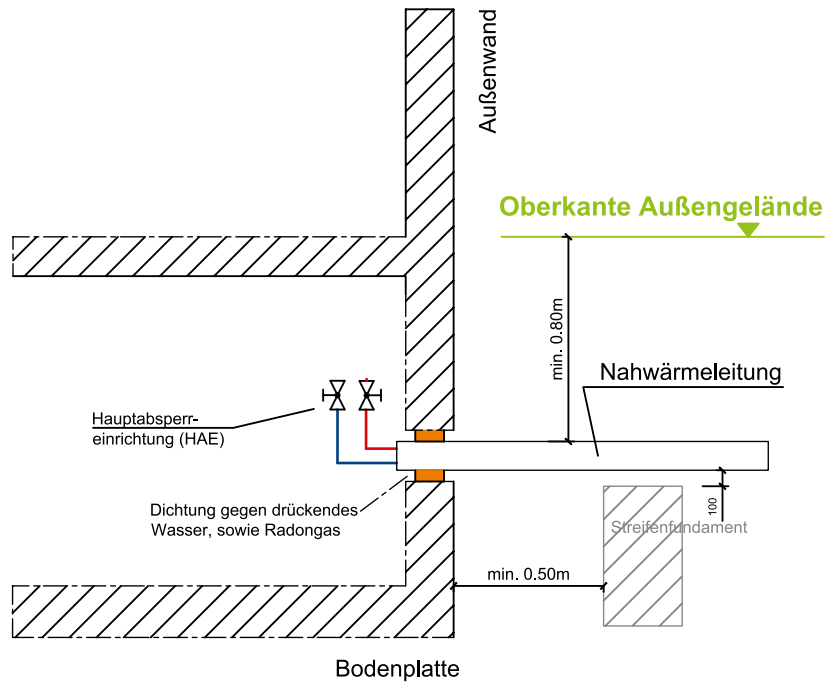 Außenwand
Oberkante Außengelände
min. 0.80m
Nahwärmeleitung
Hauptabsperr-
einrichtung (HAE)
Dichtung gegen drückendes
Wasser, sowie Radongas
100
Streifenfundament
min. 0.50m
Bodenplatte